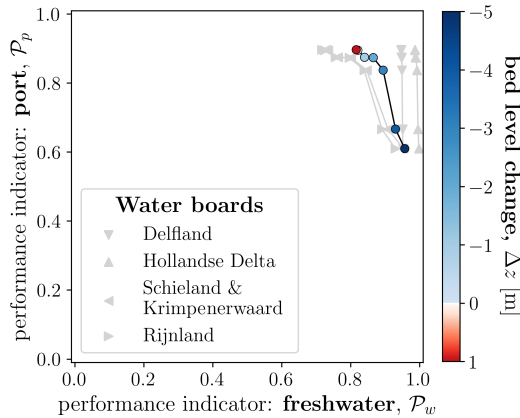 1.0
0.8
0.6
0.4
0.2
0.0
performance indicator: port, 𝒫p
Water boards
Delfland
Hollandse Delta
Schieland &
Krimpenerwaard
Rijnland
0.0 0.2 0.4 0.6 0.8 1.0
performance indicator: freshwater, 𝒫w
−5
−4
−3
−2
−1
0
1
bed level change, Δz [m]